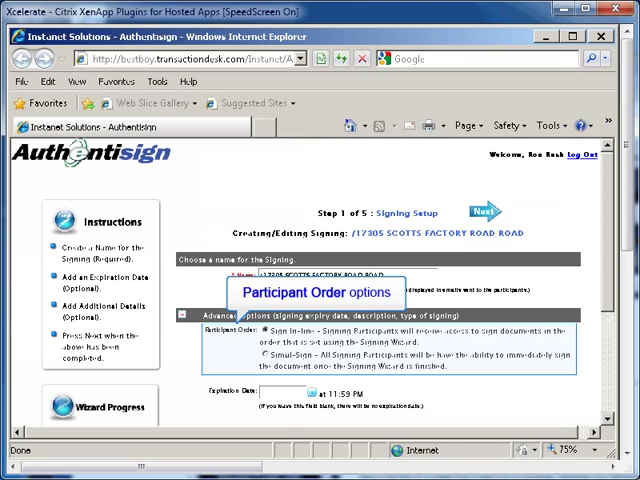 Xcelerate - Citrix XenApp Plugins for Hosted Apps [SpeedScreen On]
Instanet Solutions - Authentisign - Windows Internet Explorer
http://bestboy.transactiondesk.com/Instanet/A
Google
File Edit View Favorites Tools Help
Favorites Web Slice Gallery Suggested Sites
Instanet Solutions - Authentisign
Page Safety Tools
Authentisign
Welcome, Ron Rush Log Out
Instructions
Create a Name for the
Signing (Required).
Add an Expiration Date
(Optional).
Add Additional Details
(Optional).
Press Next when the
above has been
completed.
Wizard Progress
Step 1 of 5 : Signing Setup
Next
Creating/Editing Signing: /17305 SCOTTS FACTORY ROAD ROAD
Choose a name for the Signing.
* Name: /17305 SCOTTS FACTORY ROAD ROAD
displayed in emails sent to the participants.)
Participant Order options
Advanced Options (signing expiry date, description, type of signing)
Participant Order: Sign In-line - Signing Participants will receive access to sign documents in the
order that is set using the Signing Wizard.
Simul-Sign - All Signing Participants will be have the ability to immediately sign
the document once the Signing Wizard is finished.
Expiration Date: at 11:59 PM
(If you leave this field blank, there will be no expiration date.)
Done
Internet
75%